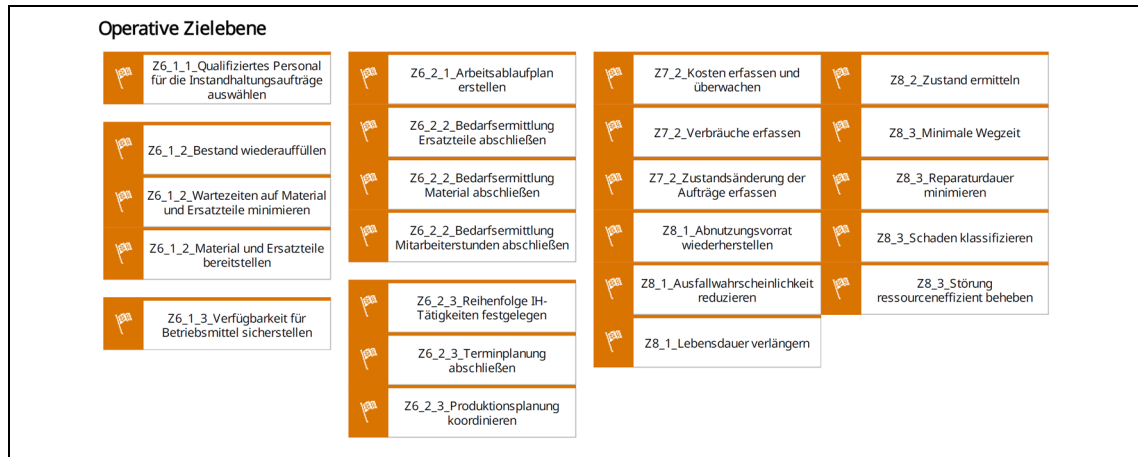 Operative Zielebene
Z6_1_1_Qualifiziertes Personal
für die Instandhaltungsaufträge
auswählen
Z6_1_2_Bestand wiederauffüllen
Z6_1_2_Wartezeiten auf Material
und Ersatzteile minimieren
Z6_1_2_Material und Ersatzteile
bereitstellen
Z6_1_3_Verfügbarkeit für
Betriebsmittel sicherstellen
Z6_2_1_Arbeitsablaufplan
erstellen
Z6_2_2_Bedarfsermittlung
Ersatzteile abschließen
Z6_2_2_Bedarfsermittlung
Material abschließen
Z6_2_2_Bedarfsermittlung
Mitarbeiterstunden abschließen
Z6_2_3_Reihenfolge IH-
Tätigkeiten festgelegen
Z6_2_3_Terminplanung
abschließen
Z6_2_3_Produktionsplanung
koordinieren
Z7_2_Kosten erfassen und
überwachen
Z7_2_Verbräuche erfassen
Z7_2_Zustandsänderung der
Aufträge erfassen
Z8_1_Abnutzungsvorrat
wiederherstellen
Z8_1_Ausfallwahrscheinlichkeit
reduzieren
Z8_1_Lebensdauer verlängern
Z8_2_Zustand ermitteln
Z8_3_Minimale Wegzeit
Z8_3_Reparaturdauer
minimieren
Z8_3_Schaden klassifizieren
Z8_3_Störung
ressourceneffizient beheben